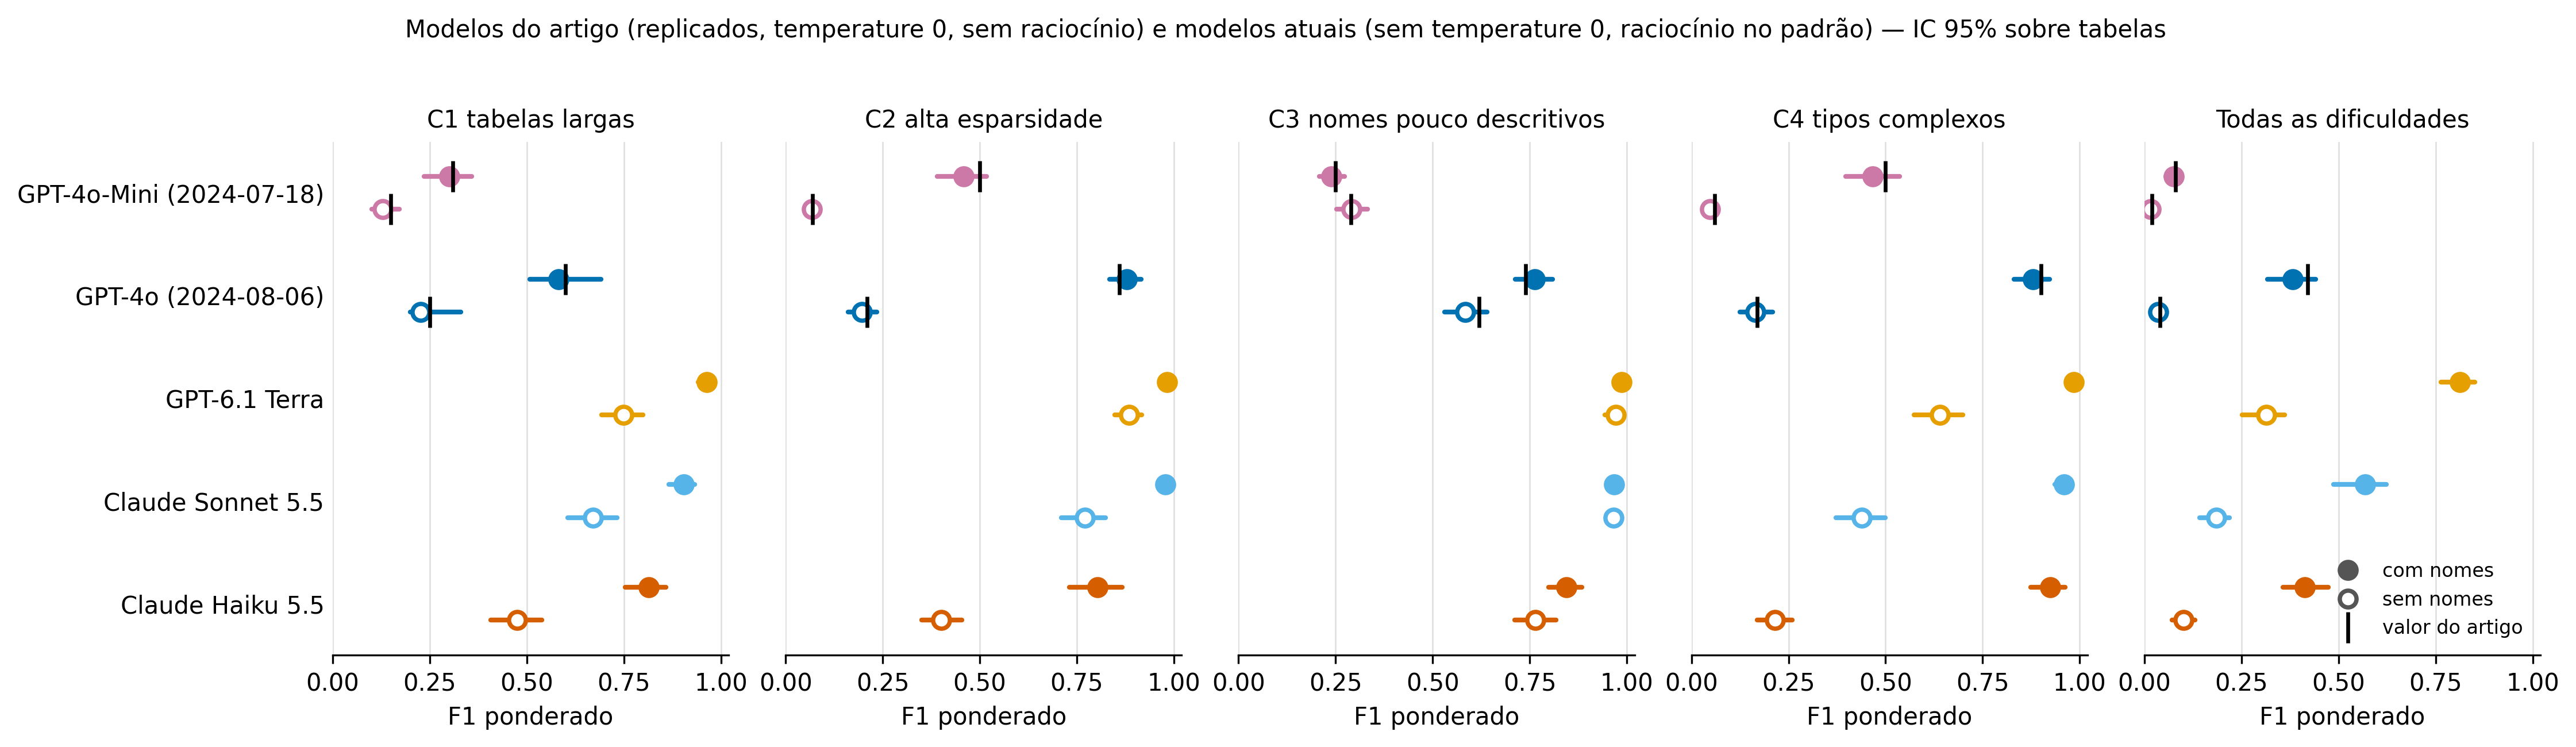 Modelos do artigo (replicados, temperature 0, sem raciocínio) e modelos atuais (sem temperature 0, raciocínio no padrão) — IC 95% sobre tabelas
C1 tabelas largas
C2 alta esparsidade
C3 nomes pouco descritivos
C4 tipos complexos
Todas as dificuldades
GPT-4o-Mini (2024-07-18)
GPT-4o (2024-08-06)
GPT-6.1 Terra
Claude Sonnet 5.5
Claude Haiku 5.5
com nomes
sem nomes
valor do artigo
0.00 0.25 0.50 0.75 1.00
0.00 0.25 0.50 0.75 1.00
0.00 0.25 0.50 0.75 1.00
0.00 0.25 0.50 0.75 1.00
0.00 0.25 0.50 0.75 1.00
F1 ponderado
F1 ponderado
F1 ponderado
F1 ponderado
F1 ponderado